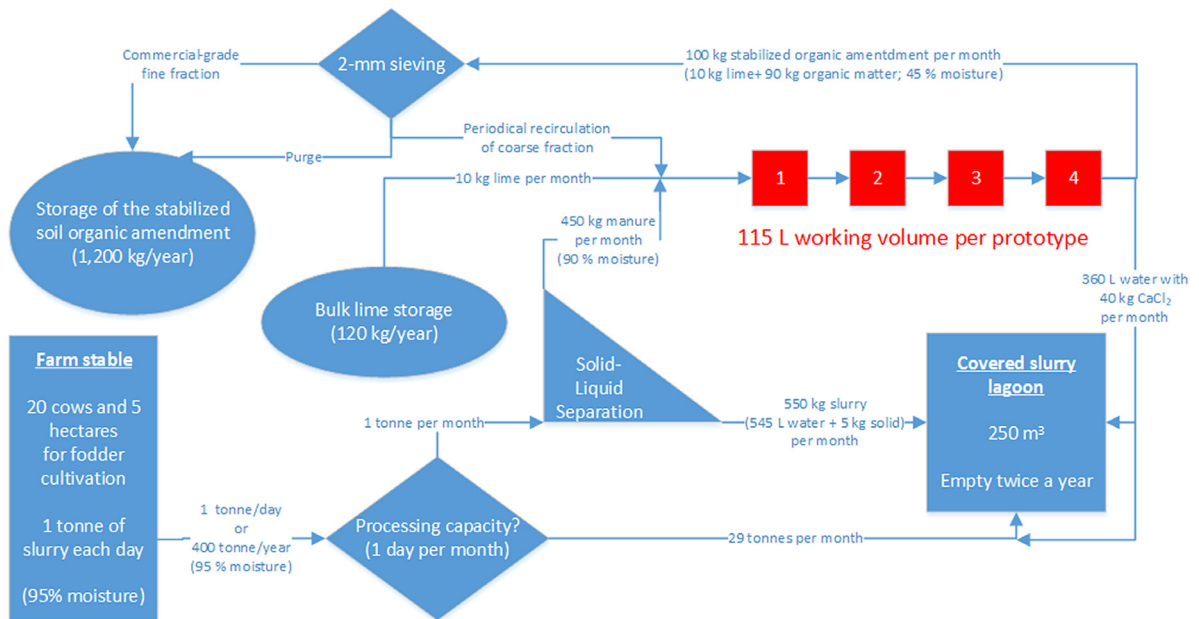 Commercial-grade
fine fraction
2-mm sieving
100 kg stabilized organic amentdment per month
(10 kg lime+ 90 kg organic matter; 45 % moisture)
Periodical recirculation
of coarse fraction
Purge
Storage of the stabilized
soil organic amendment
(1,200 kg/year)
10 kg lime per month
1
2
3
4
115 L working volume per prototype
450 kg manure
per month
(90 % moisture)
Bulk lime storage
(120 kg/year)
360 L water with
40 kg CaCl₂
per month
Farm stable
20 cows and 5
hectares
for fodder
cultivation
1 tonne of
slurry each day
(95% moisture)
Solid-
Liquid
Separation
Covered slurry
lagoon
250 m³
Empty twice a year
1 tonne per month
550 kg slurry
(545 L water + 5 kg solid)
per month
1 tonne/day
or
400 tonne/year
(95 % moisture)
Processing capacity?
(1 day per month)
29 tonnes per month